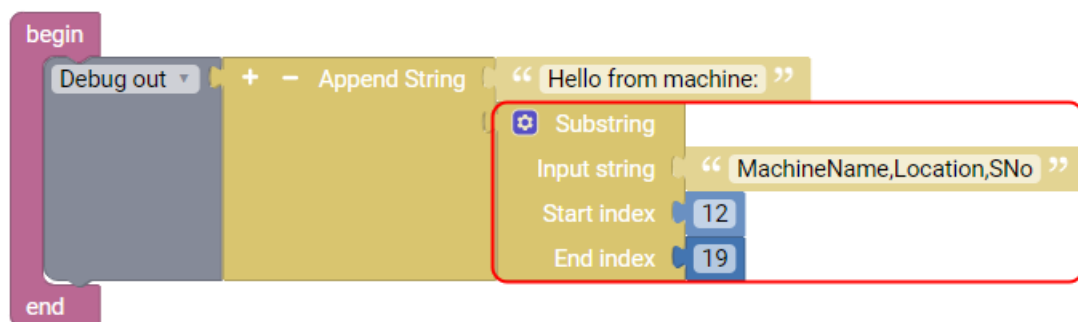 begin
Debug out + − Append String “ Hello from machine: ”
Substring
Input string “ MachineName,Location,SNo ”
Start index 12
End index 19
end